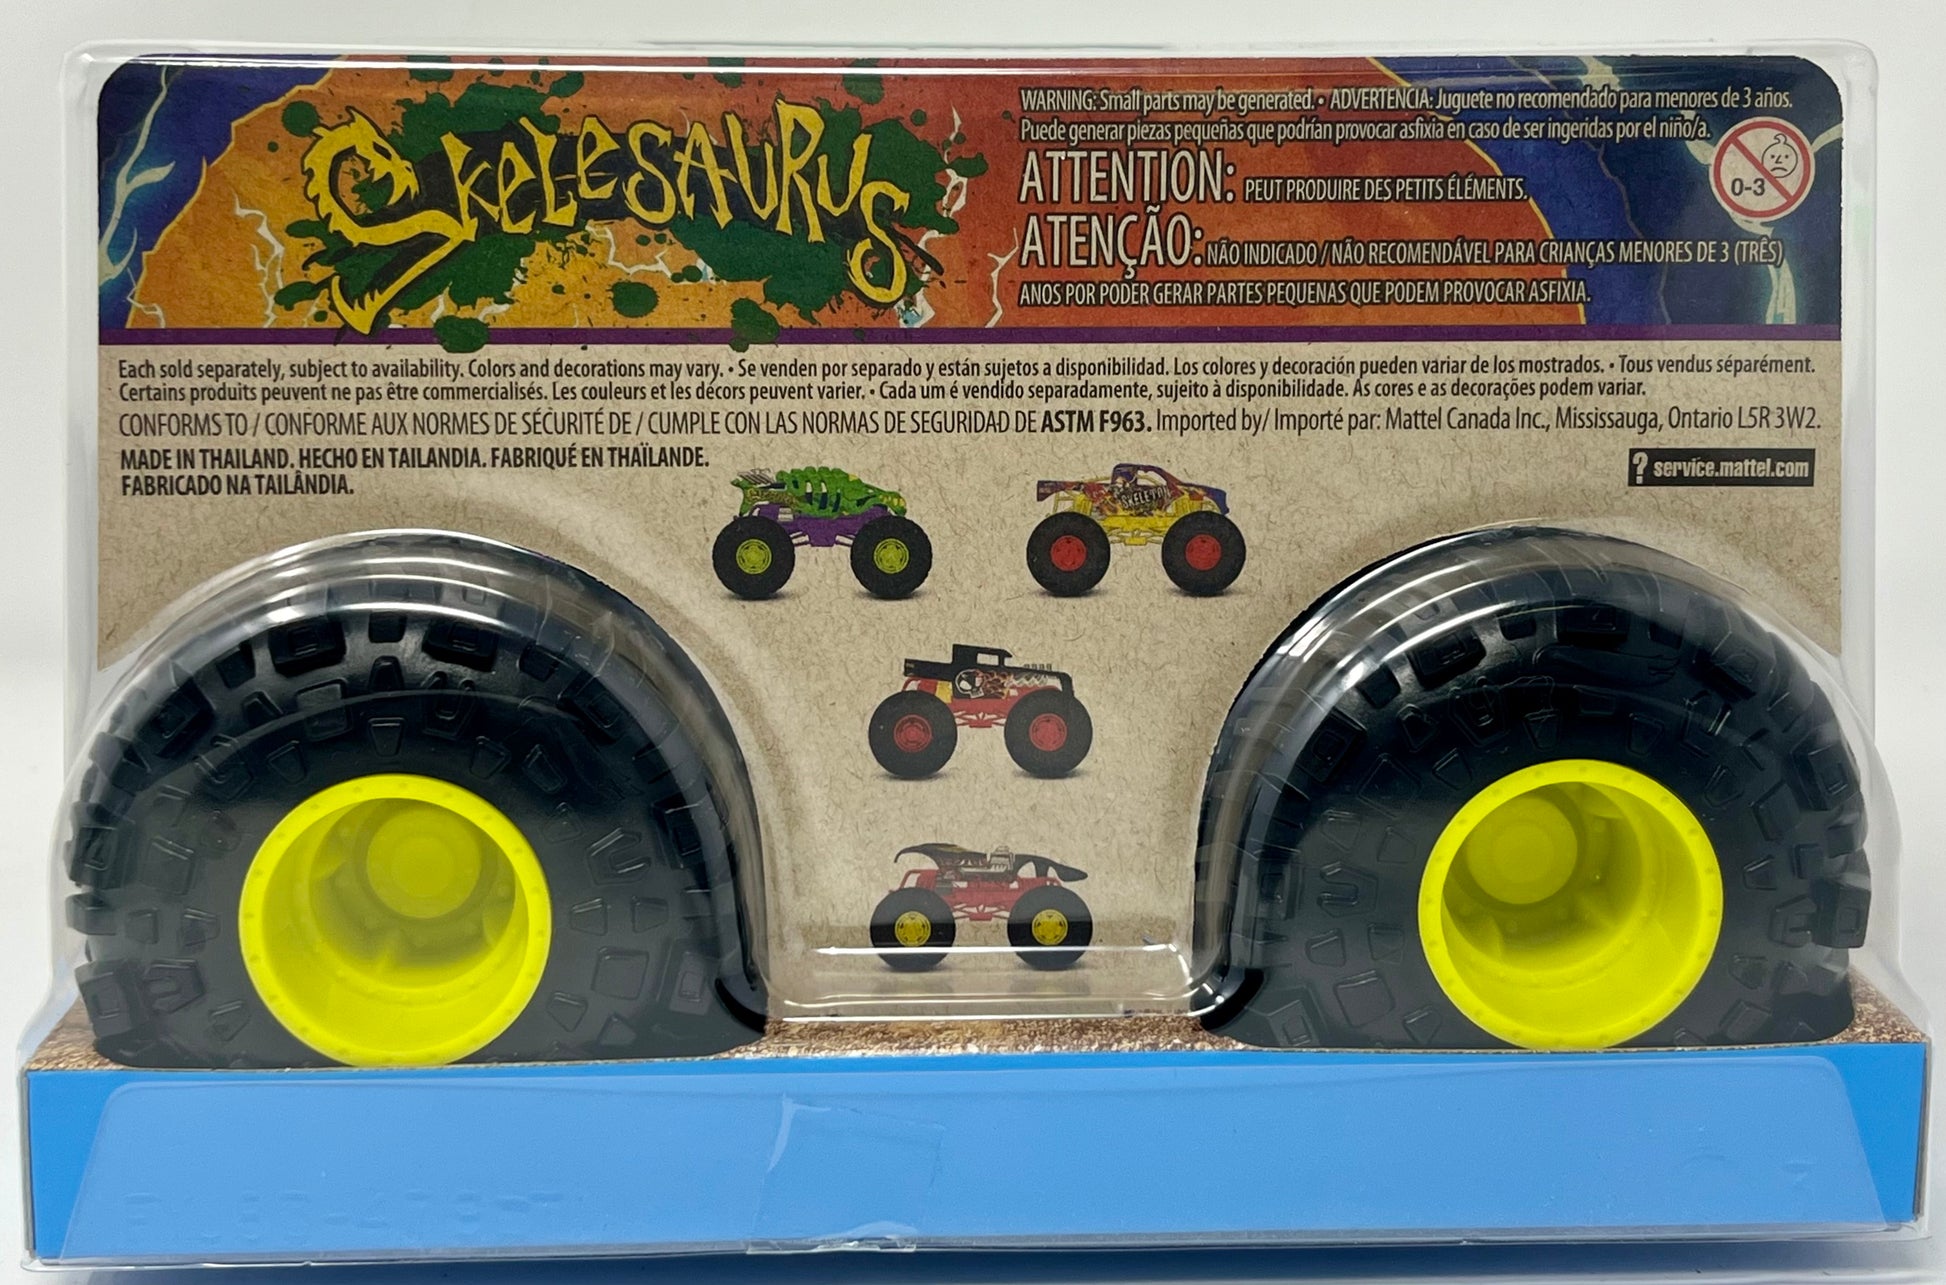 SKELESAURUS
WARNING: Small parts may be generated. • ADVERTENCIA: Juguete no recomendado para menores de 3 años.
Puede generar piezas pequeñas que podrían provocar asfixia en caso de ser ingeridas por el niño/a.
ATTENTION: PEUT PRODUIRE DES PETITS ÉLÉMENTS.
0-3
ATENÇÃO: NÃO INDICADO / NÃO RECOMENDÁVEL PARA CRIANÇAS MENORES DE 3 (TRÊS)
ANOS POR PODER GERAR PARTES PEQUENAS QUE PODEM PROVOCAR ASFIXIA.
Each sold separately, subject to availability. Colors and decorations may vary. • Se venden por separado y están sujetos a disponibilidad. Los colores y decoración pueden variar de los mostrados. • Tous vendus séparément.
Certains produits peuvent ne pas être commercialisés. Les couleurs et les décors peuvent varier. • Cada um é vendido separadamente, sujeito à disponibilidade. As cores e as decorações podem variar.
CONFORMS TO / CONFORME AUX NORMES DE SÉCURITÉ DE / CUMPLE CON LAS NORMAS DE SEGURIDAD DE ASTM F963. Imported by/ Importé par: Mattel Canada Inc., Mississauga, Ontario L5R 3W2.
MADE IN THAILAND. HECHO EN TAILANDIA. FABRIQUÉ EN THAÏLANDE.
FABRICADO NA TAILÂNDIA.
? service.mattel.com
SKELETON